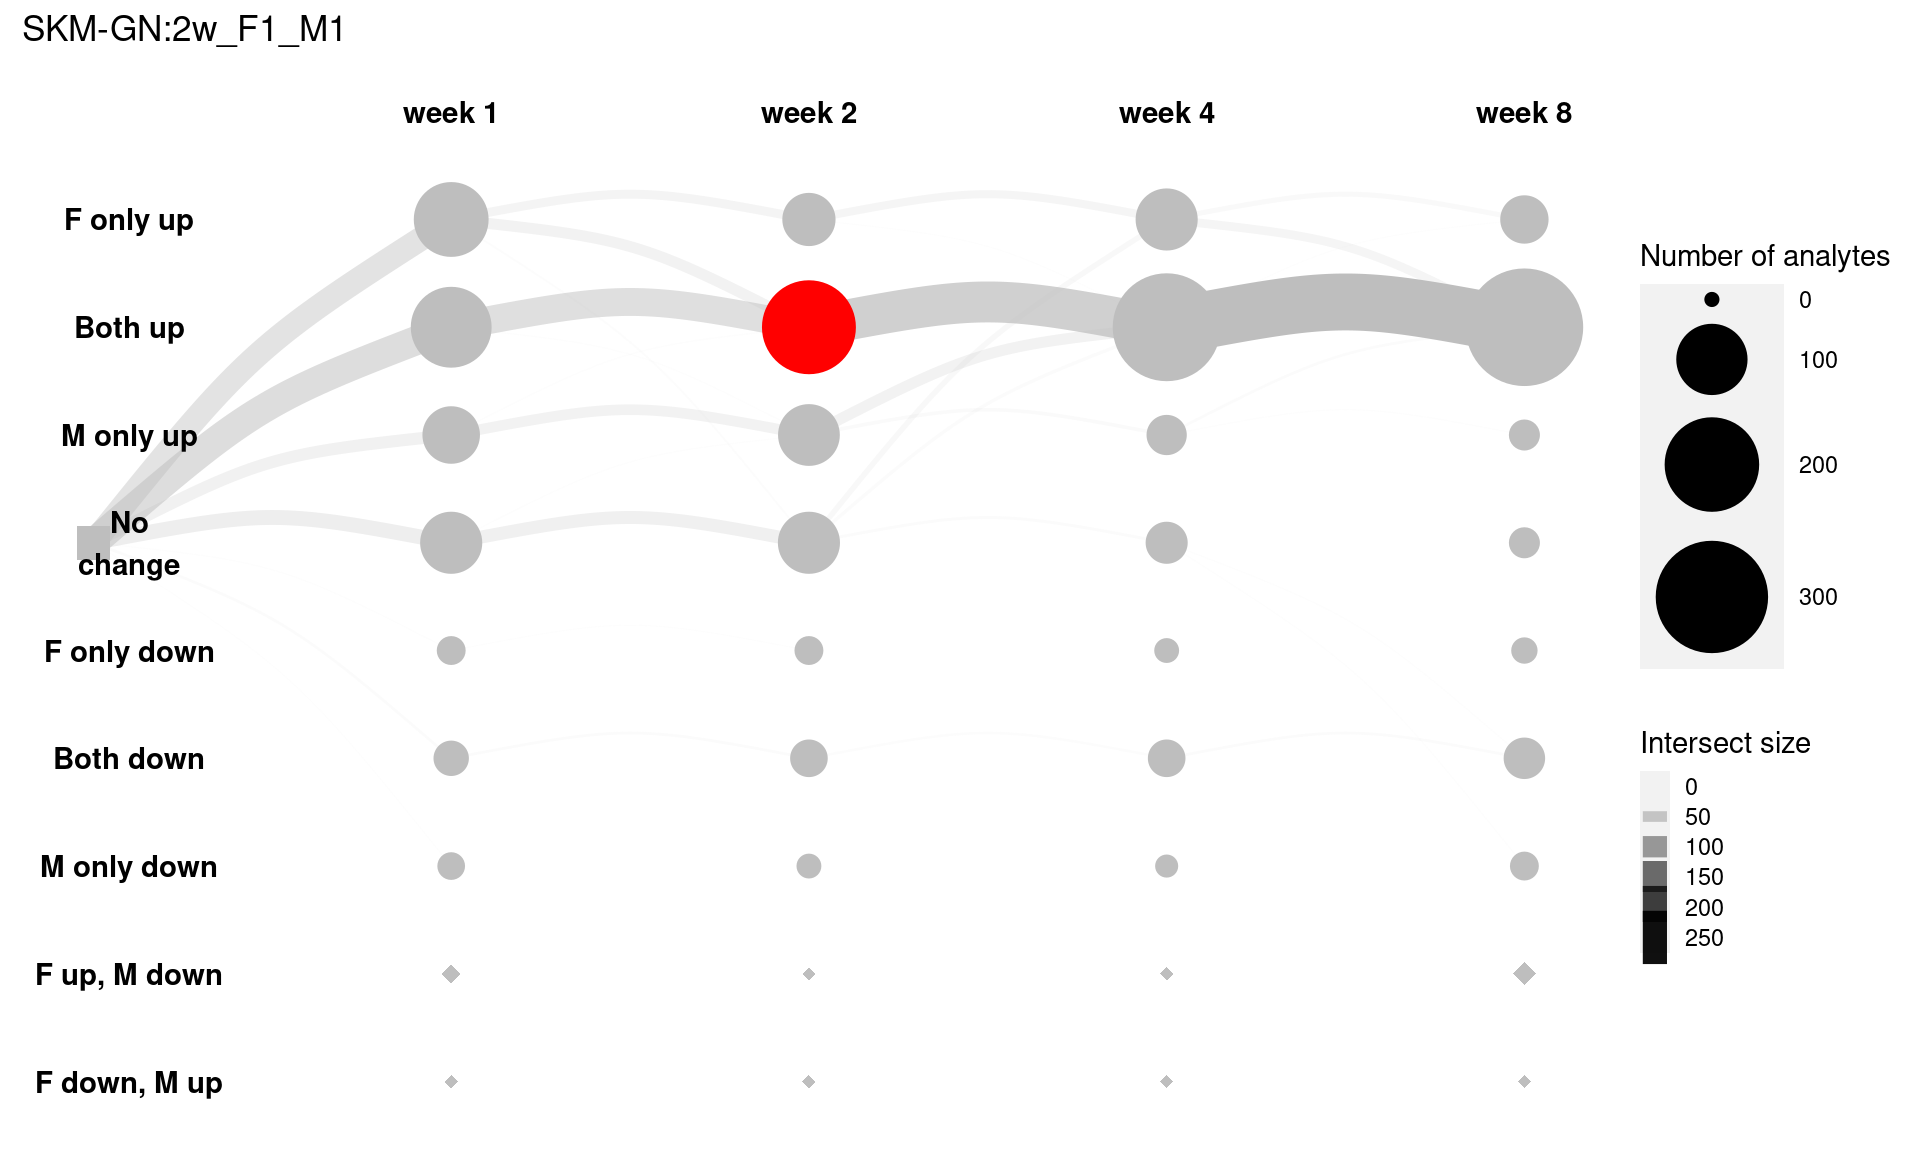 SKM-GN:2w_F1_M1
week 1 week 2 week 4 week 8
F only up
Both up
M only up
No
change
F only down
Both down
M only down
F up, M down
F down, M up
Number of analytes
0
100
200
300
Intersect size
0
50
100
150
200
250